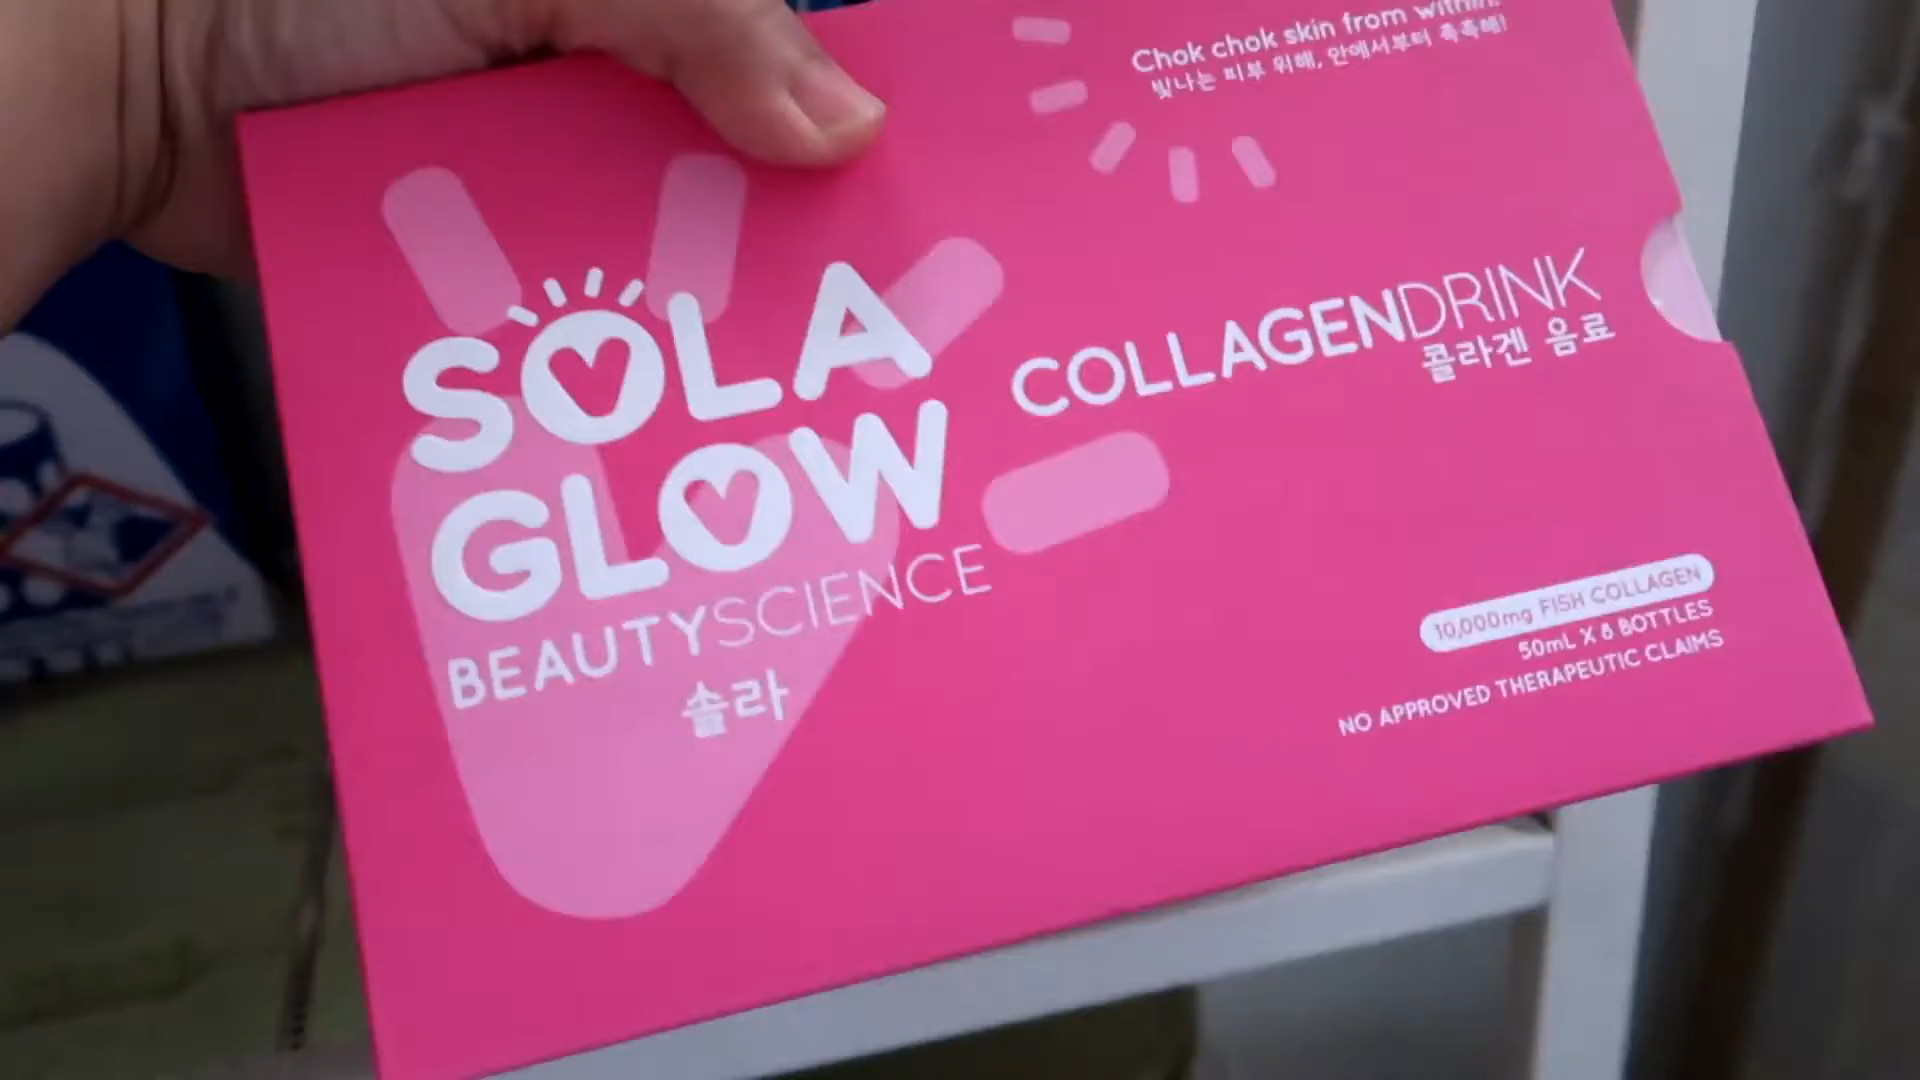 Chok chok skin from within!
빛나는 피부 위해, 안에서부터 촉촉해!
SOLA
GLOW
BEAUTYSCIENCE
솔라
COLLAGENDRINK
콜라겐 음료
10,000mg FISH COLLAGEN
50mL X 8 BOTTLES
NO APPROVED THERAPEUTIC CLAIMS